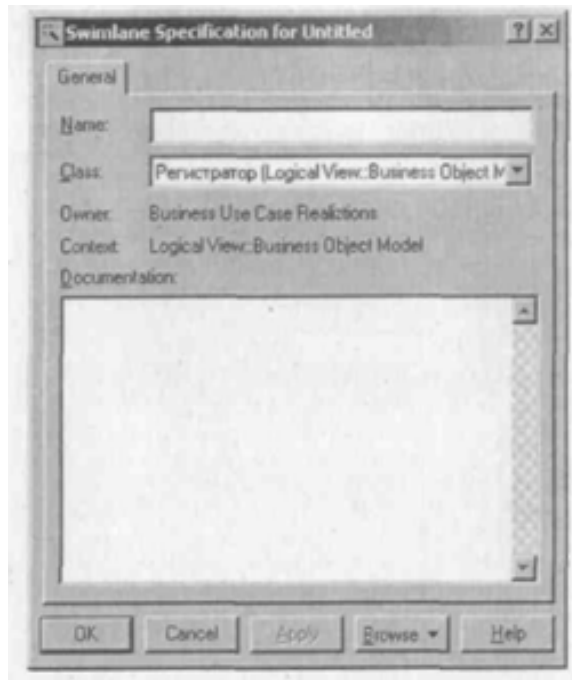 Swimlane Specification for Untitled
General
Name:
Class: Регистратор (Logical View::Business Object M
Owner: Business Use Case Realiztions
Context: Logical View::Business Object Model
Documentation:
OK Cancel Apply Browse Help